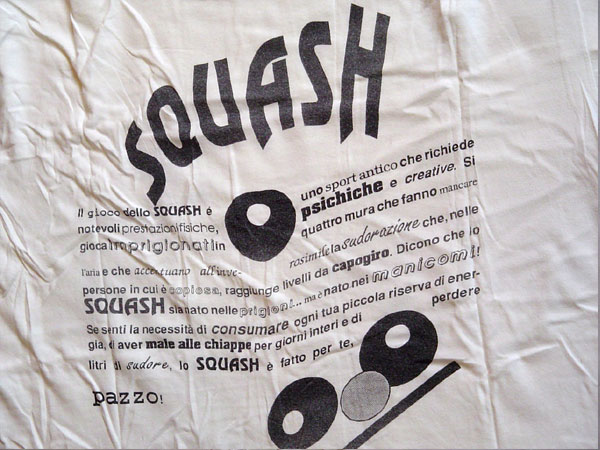 SQUASH
Il gioco dello SQUASH è uno sport antico che richiede
notevoli prestazioni fisiche, psichiche e creative. Si
gioca imprigionati in quattro mura che fanno mancare
l'aria e che accentuano all'inve- rosimile la sudorazione che, nelle
persone in cui è copiosa, raggiunge livelli da capogiro. Dicono che lo
SQUASH sia nato nelle prigioni... ma è nato nei manicomi!
Se senti la necessità di consumare ogni tua piccola riserva di ener-
gia, di aver male alle chiappe per giorni interi e di perdere
litri di sudore, lo SQUASH è fatto per te,
pazzo!